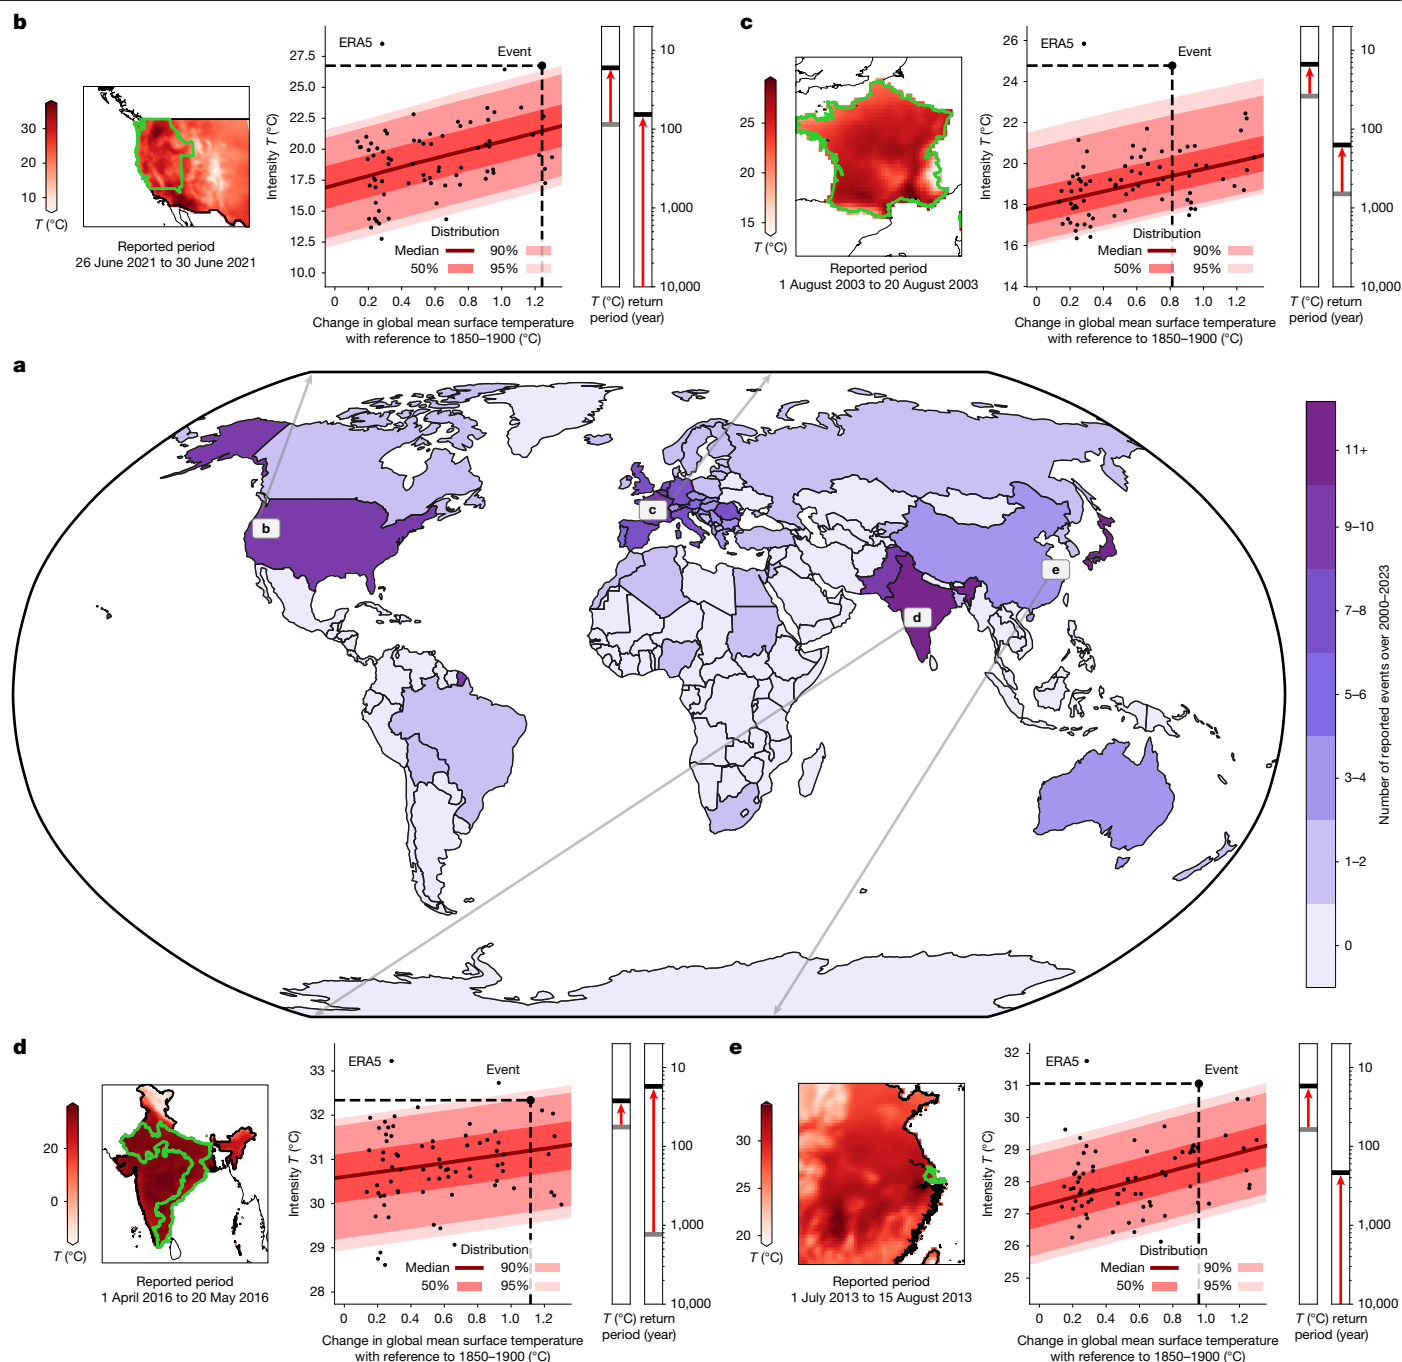 b
30
20
10
T (°C)
Reported period
26 June 2021 to 30 June 2021
27.5
25.0
22.5
20.0
17.5
15.0
12.5
10.0
Intensity T (°C)
ERA5
Event
Distribution
Median
90%
50%
95%
0
0.2
0.4
0.6
0.8
1.0
1.2
Change in global mean surface temperature
with reference to 1850–1900 (°C)
10
100
1,000
10,000
T (°C) return
period (year)
c
25
20
15
T (°C)
Reported period
1 August 2003 to 20 August 2003
26
24
22
20
18
16
14
Intensity T (°C)
ERA5
Event
Distribution
Median
90%
50%
95%
0
0.2
0.4
0.6
0.8
1.0
1.2
Change in global mean surface temperature
with reference to 1850–1900 (°C)
10
100
1,000
10,000
T (°C) return
period (year)
a
b
c
d
e
11+
9–10
7–8
5–6
3–4
1–2
0
Number of reported events over 2000–2023
d
20
0
T (°C)
Reported period
1 April 2016 to 20 May 2016
33
32
31
30
29
28
Intensity T (°C)
ERA5
Event
Distribution
Median
90%
50%
95%
0
0.2
0.4
0.6
0.8
1.0
1.2
Change in global mean surface temperature
with reference to 1850–1900 (°C)
10
100
1,000
10,000
T (°C) return
period (year)
e
30
25
20
T (°C)
Reported period
1 July 2013 to 15 August 2013
32
31
30
29
28
27
26
25
Intensity T (°C)
ERA5
Event
Distribution
Median
90%
50%
95%
0
0.2
0.4
0.6
0.8
1.0
1.2
Change in global mean surface temperature
with reference to 1850–1900 (°C)
10
100
1,000
10,000
T (°C) return
period (year)